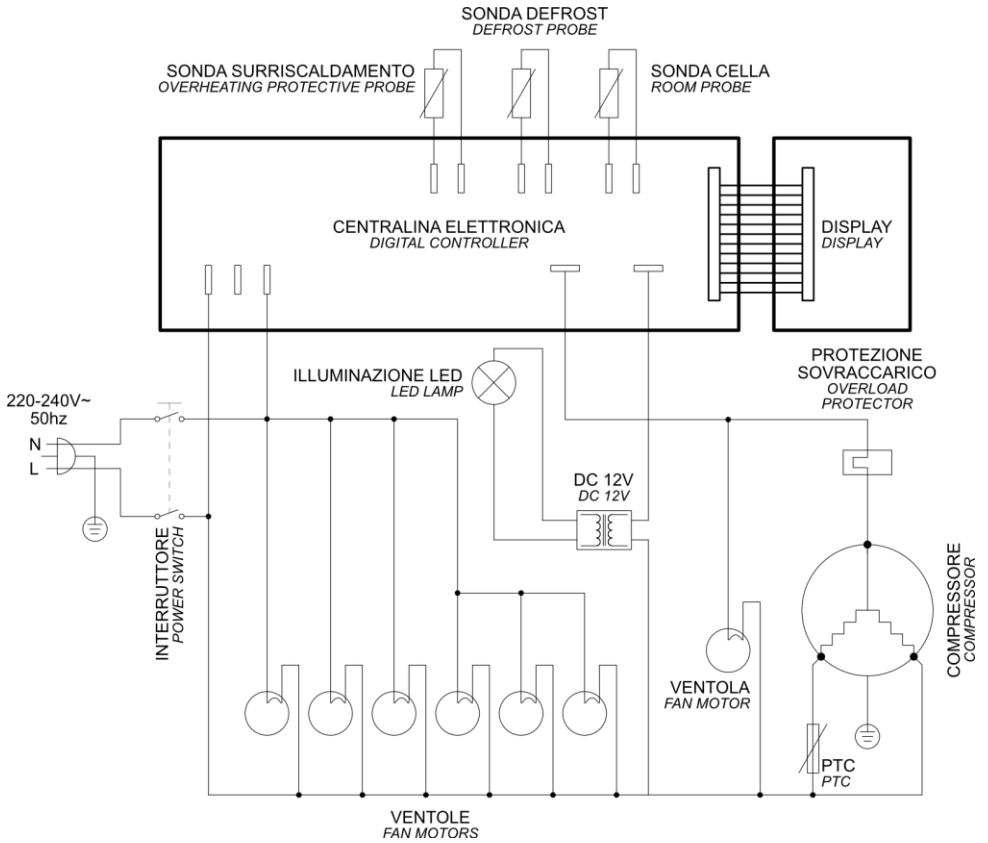 SONDA DEFROST
DEFROST PROBE
SONDA SURRISCALDAMENTO
OVERHEATING PROTECTIVE PROBE
SONDA CELLA
ROOM PROBE
CENTRALINA ELETTRONICA
DIGITAL CONTROLLER
DISPLAY
DISPLAY
PROTEZIONE
SOVRACCARICO
OVERLOAD
PROTECTOR
ILLUMINAZIONE LED
LED LAMP
220-240V~
50hz
N
L
DC 12V
DC 12V
INTERRUTTORE
POWER SWITCH
COMPRESSORE
COMPRESSOR
VENTOLA
FAN MOTOR
PTC
PTC
VENTOLE
FAN MOTORS